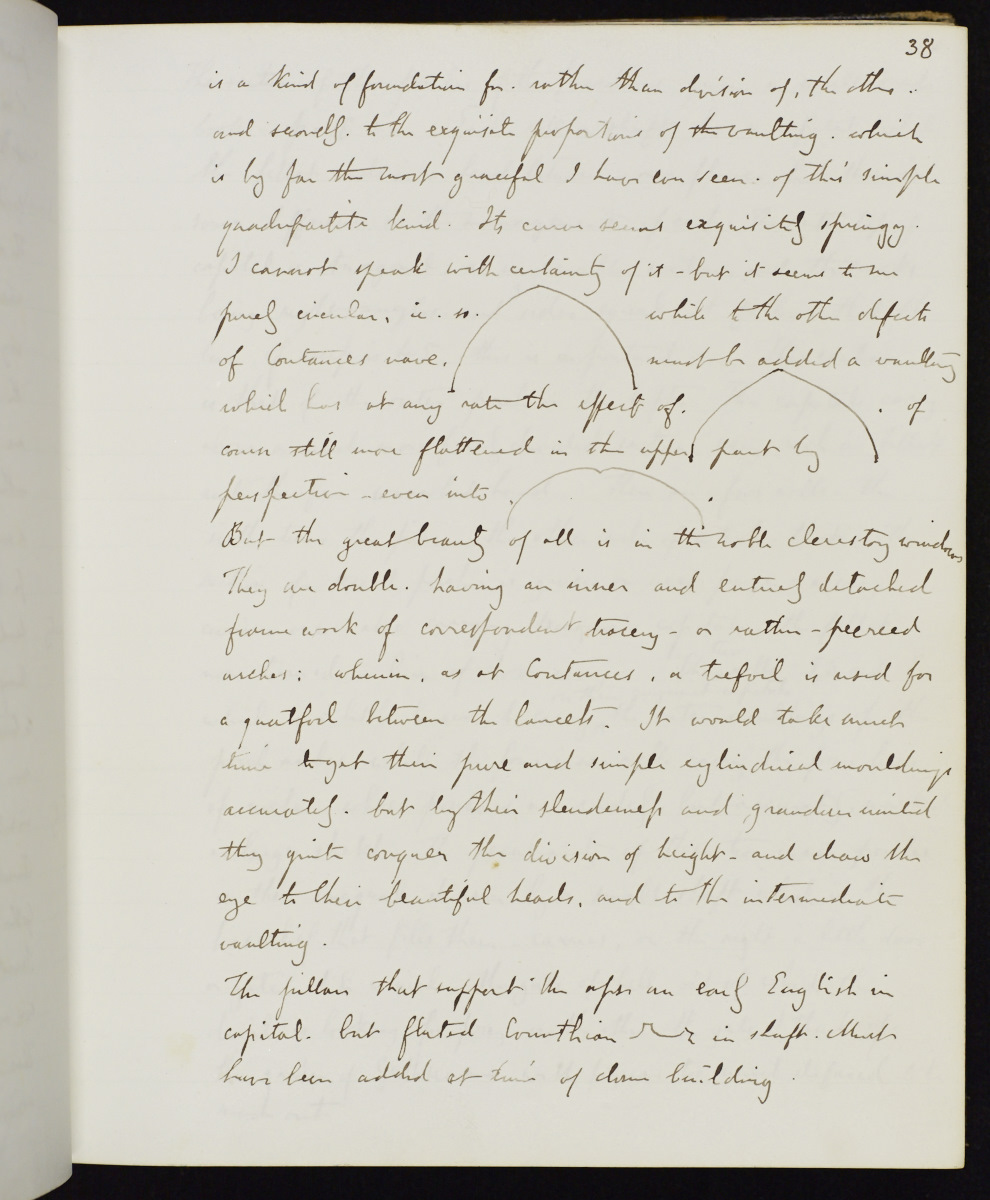 38
is a kind of foundation for. rather than division of, the other.
and secondly. to the exquisite proportions of the vaulting. which
is by far the most graceful I have ever seen. of this simple
quadripartite kind. Its curve seems exquisitely springy.
I cannot speak with certainty of it - but it seems to me
purely circular, ie. so. while to the other defects
of Coutances nave. must be added a vaulting
which has at any rate the effect of. . of
course still more flattened in the upper part by
perspective - even into .
But the great beauty of all is in the noble clerestory windows
They are double. having an inner and entirely detached
frame work of correspondent tracery - or rather - peirced
arches: wherein, as at Coutances, a trefoil is used for
a quatfoil between the lancets. It would take much
time to get their pure and simple cylindrical mouldings
accurately. but by their slenderness and grandeur united
they quite conquer the division of height - and draw the
eye to their beautiful heads, and to the intermediate
vaulting.
The pillars that support the apse are early English in
capital. but fluted Corinthian in shaft. Must
have been added at time of dome building.